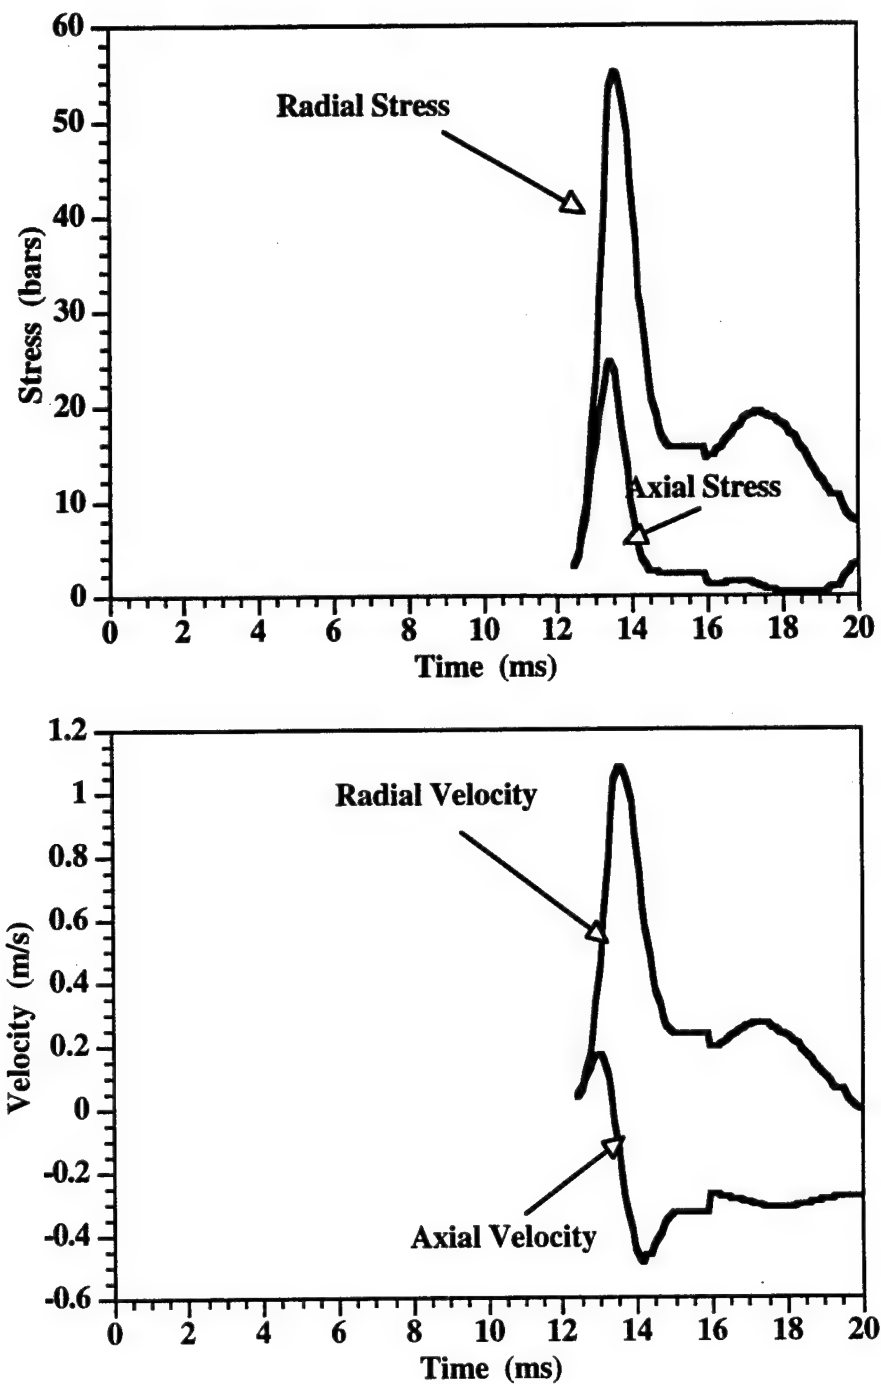 60
50
40
30
20
10
0
Stress (bars)
Radial Stress
Axial Stress
0 2 4 6 8 10 12 14 16 18 20
Time (ms)
1.2
1
0.8
0.6
0.4
0.2
0
-0.2
-0.4
-0.6
Velocity (m/s)
Radial Velocity
Axial Velocity
0 2 4 6 8 10 12 14 16 18 20
Time (ms)